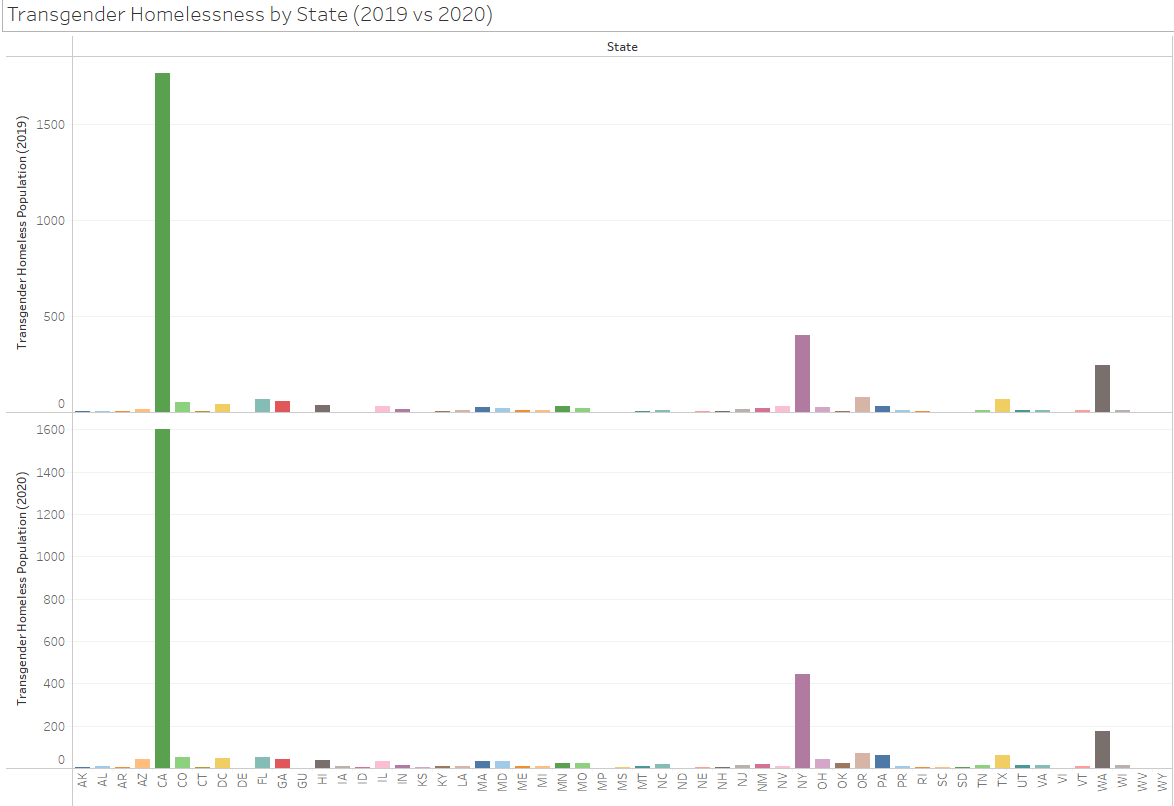 Transgender Homelessness by State (2019 vs 2020)
State
Transgender Homeless Population (2019)
1500
1000
500
0
Transgender Homeless Population (2020)
1600
1400
1200
1000
800
600
400
200
0
AK AL AR AZ CA CO CT DC DE FL GA GU HI IA ID IL IN KS KY LA MA MD ME MI MN MO MP MS MT NC ND NE NH NJ NM NV NY OH OK OR PA PR RI SC SD TN TX UT VA VI VT WA WI WV WY